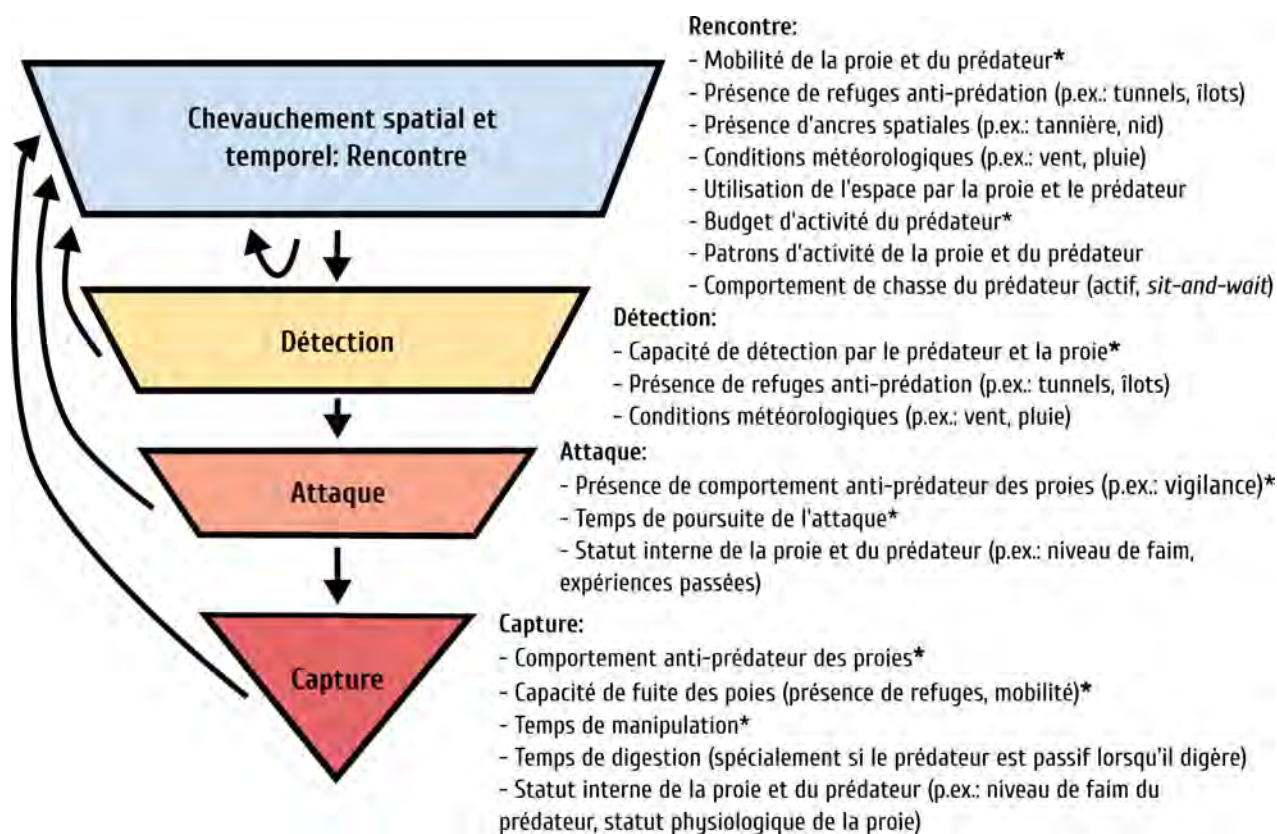 Chevauchement spatial et
temporel: Rencontre
Détection
Attaque
Capture
Rencontre:
- Mobilité de la proie et du prédateur*
- Présence de refuges anti-prédation (p.ex.: tunnels, îlots)
- Présence d'ancres spatiales (p.ex.: tannière, nid)
- Conditions météorologiques (p.ex.: vent, pluie)
- Utilisation de l'espace par la proie et le prédateur
- Budget d'activité du prédateur*
- Patrons d'activité de la proie et du prédateur
- Comportement de chasse du prédateur (actif, sit-and-wait)
Détection:
- Capacité de détection par le prédateur et la proie*
- Présence de refuges anti-prédation (p.ex.: tunnels, îlots)
- Conditions météorologiques (p.ex.: vent, pluie)
Attaque:
- Présence de comportement anti-prédateur des proies (p.ex.: vigilance)*
- Temps de poursuite de l'attaque*
- Statut interne de la proie et du prédateur (p.ex.: niveau de faim,
expériences passées)
Capture:
- Comportement anti-prédateur des proies*
- Capacité de fuite des poies (présence de refuges, mobilité)*
- Temps de manipulation*
- Temps de digestion (spécialement si le prédateur est passif lorsqu'il digère)
- Statut interne de la proie et du prédateur (p.ex.: niveau de faim du
prédateur, statut physiologique de la proie)